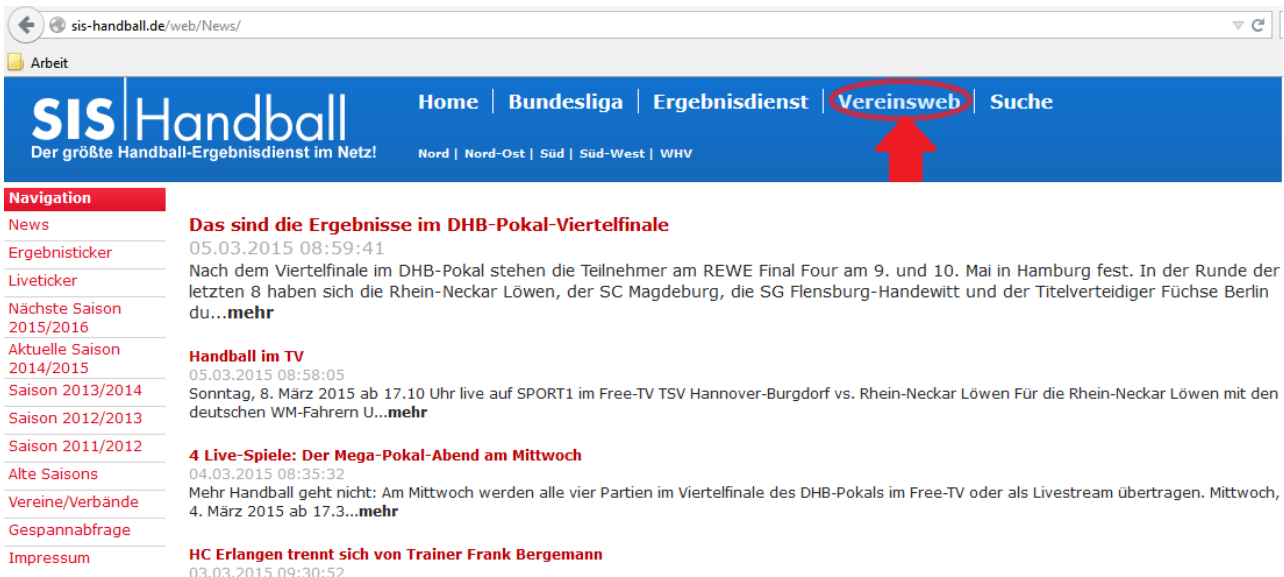 sis-handball.de/web/News/
Arbeit
SIS Handball
Der größte Handball-Ergebnisdienst im Netz!
Home | Bundesliga | Ergebnisdienst | Vereinsweb | Suche
Nord | Nord-Ost | Süd | Süd-West | WHV
Navigation
News
Ergebnisticker
Liveticker
Nächste Saison
2015/2016
Aktuelle Saison
2014/2015
Saison 2013/2014
Saison 2012/2013
Saison 2011/2012
Alte Saisons
Vereine/Verbände
Gespannabfrage
Impressum
Das sind die Ergebnisse im DHB-Pokal-Viertelfinale
05.03.2015 08:59:41
Nach dem Viertelfinale im DHB-Pokal stehen die Teilnehmer am REWE Final Four am 9. und 10. Mai in Hamburg fest. In der Runde der
letzten 8 haben sich die Rhein-Neckar Löwen, der SC Magdeburg, die SG Flensburg-Handewitt und der Titelverteidiger Füchse Berlin
du...mehr
Handball im TV
05.03.2015 08:58:05
Sonntag, 8. März 2015 ab 17.10 Uhr live auf SPORT1 im Free-TV TSV Hannover-Burgdorf vs. Rhein-Neckar Löwen Für die Rhein-Neckar Löwen mit den
deutschen WM-Fahrern U...mehr
4 Live-Spiele: Der Mega-Pokal-Abend am Mittwoch
04.03.2015 08:35:32
Mehr Handball geht nicht: Am Mittwoch werden alle vier Partien im Viertelfinale des DHB-Pokals im Free-TV oder als Livestream übertragen. Mittwoch,
4. März 2015 ab 17.3...mehr
HC Erlangen trennt sich von Trainer Frank Bergemann
03.03.2015 09:30:52